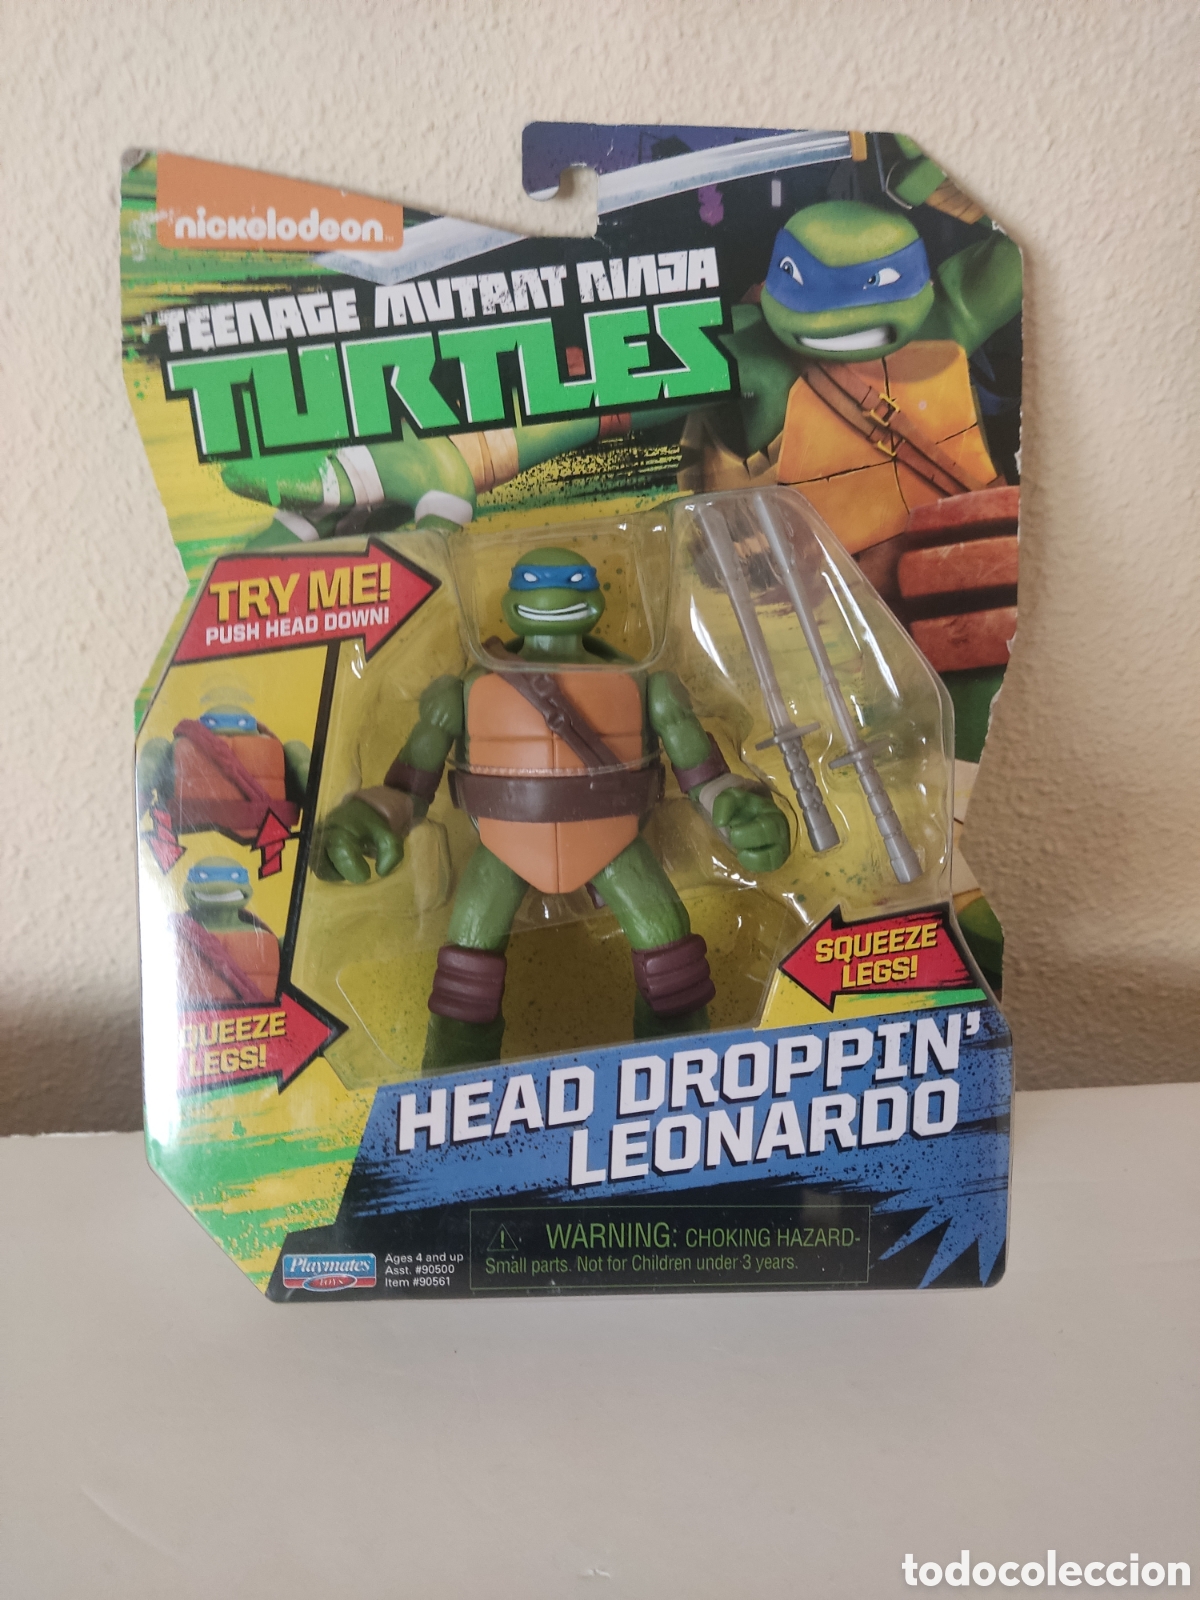 nickelodeon
TEENAGE MUTANT NINJA
TURTLES
TM
TRY ME!
PUSH HEAD DOWN!
SQUEEZE
LEGS!
QUEEZE
LEGS!
HEAD DROPPIN'
LEONARDO
WARNING: CHOKING HAZARD-
Small parts. Not for Children under 3 years.
Playmates
TOYS
Ages 4 and up
Asst. #90500
Item #90561
todocoleccion